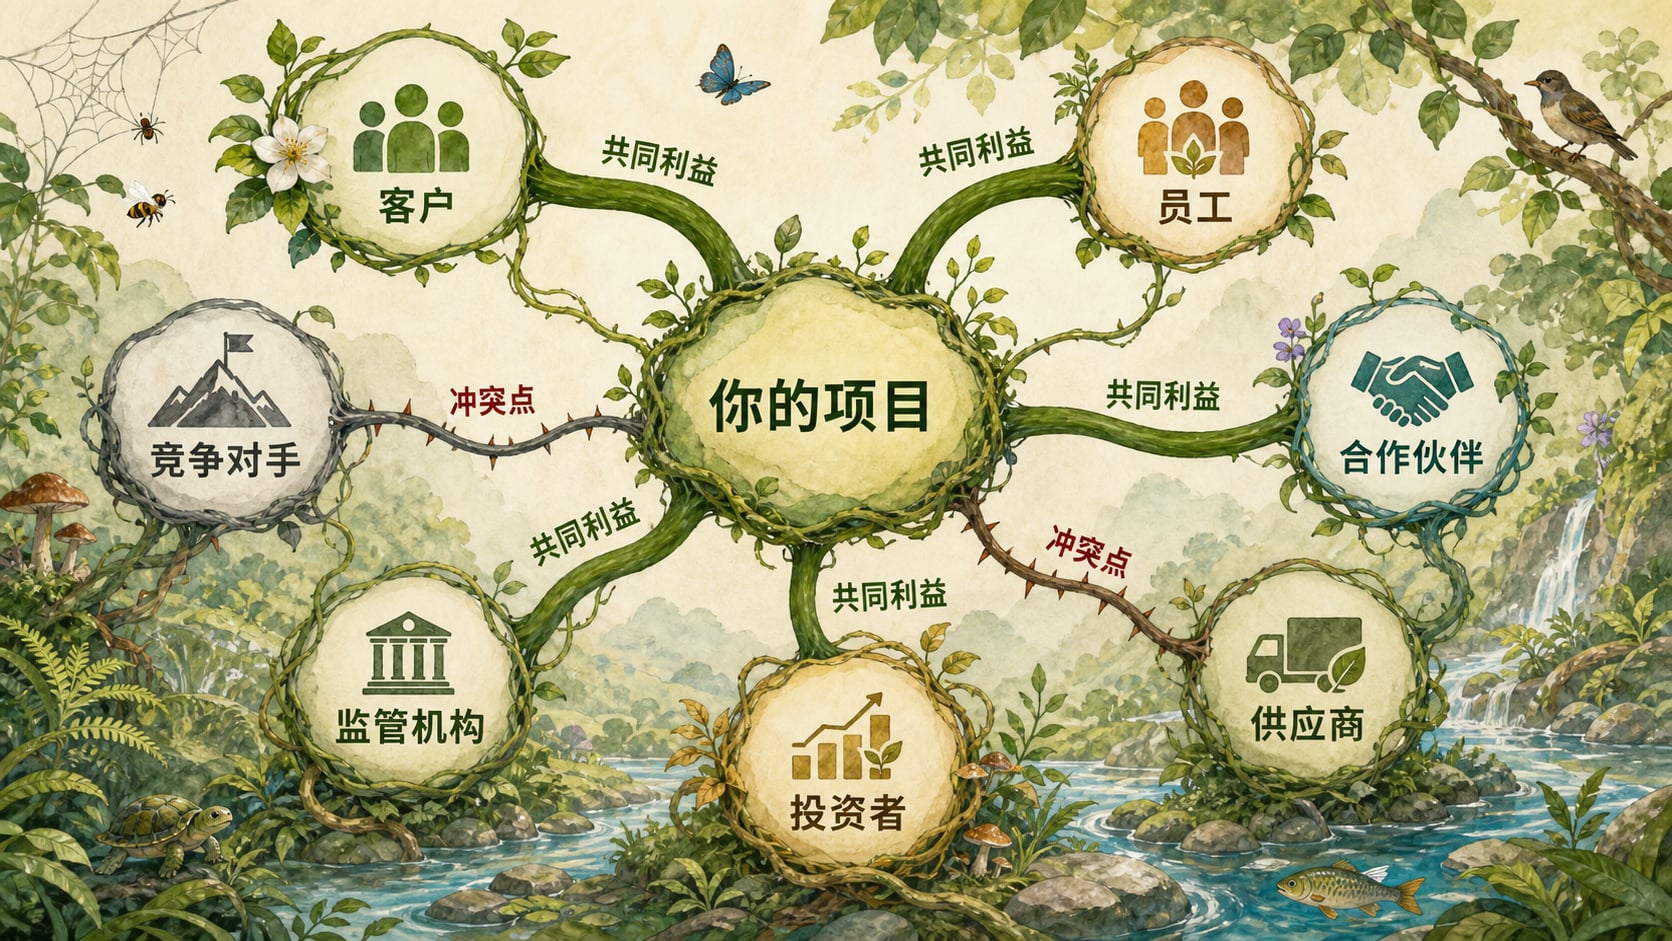 客户
共同利益
共同利益
员工
竞争对手
冲突点
你的项目
共同利益
合作伙伴
共同利益
冲突点
监管机构
共同利益
供应商
投资者